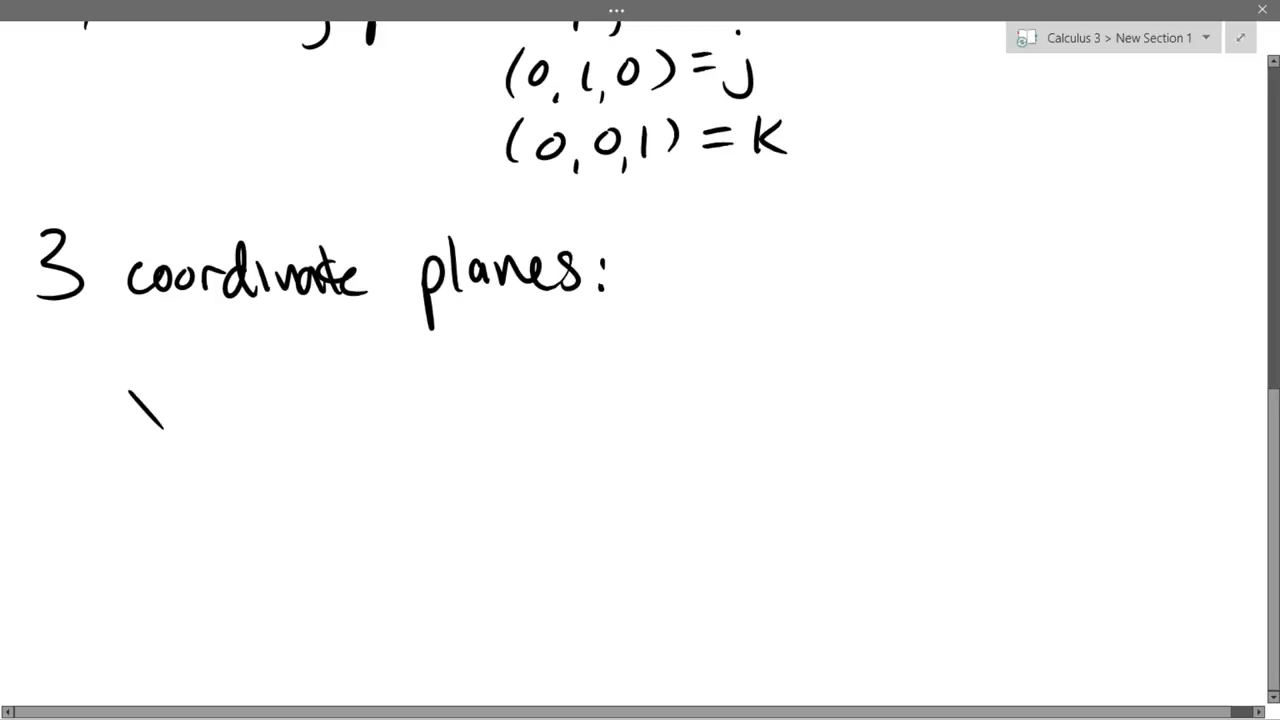 Calculus 3 > New Section 1
(0,1,0) = j
(0,0,1) = k
3 coordinate planes: